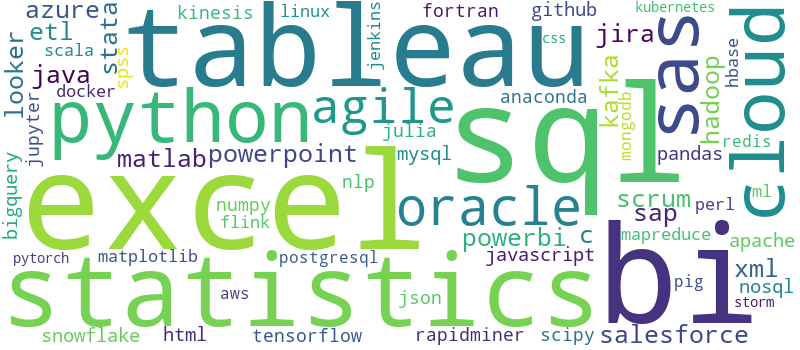 azure
stata
kinesis
linux
fortran
github
kubernetes
etl
scala
spss
tableau
jenkins
css
jira
sas
hbase
cloud
looker
java
docker
python
agile
anaconda
kafka
hadoop
mongodb
jupyter
julia
sql
redis
matlab
powerpoint
mysql
pandas
bigquery
excel
nlp
ml
numpy
flink
oracle
scrum
sap
perl
powerbi
c
mapreduce
apache
pytorch
matplotlib
postgresql
javascript
bi
xml
statistics
aws
json
pig
nosql
storm
snowflake
html
tensorflow
rapidminer
scipy
salesforce